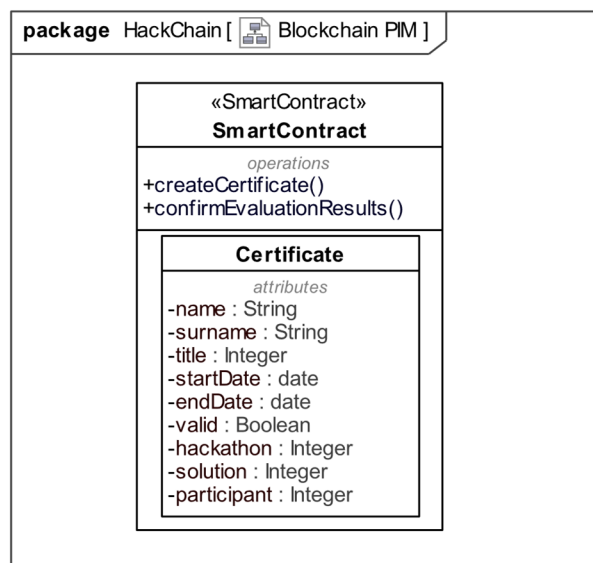 package HackChain [ Blockchain PIM ]
«SmartContract»
SmartContract
operations
+createCertificate()
+confirmEvaluationResults()
Certificate
attributes
-name : String
-surname : String
-title : Integer
-startDate : date
-endDate : date
-valid : Boolean
-hackathon : Integer
-solution : Integer
-participant : Integer